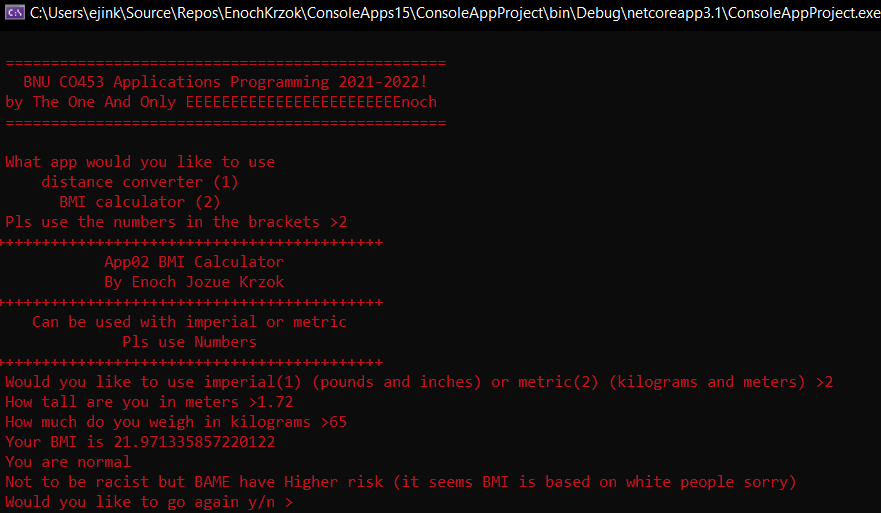 C:\Users\ejink\Source\Repos\EnochKrzok\ConsoleApps15\ConsoleAppProject\bin\Debug\netcoreapp3.1\ConsoleAppProject.exe
=================================================
BNU CO453 Applications Programming 2021-2022!
by The One And Only EEEEEEEEEEEEEEEEEEEEEEEEEnoch
=================================================
What app would you like to use
distance converter (1)
BMI calculator (2)
Pls use the numbers in the brackets >2
++++++++++++++++++++++++++++++++++++++++++
App02 BMI Calculator
By Enoch Jozue Krzok
++++++++++++++++++++++++++++++++++++++++++
Can be used with imperial or metric
Pls use Numbers
++++++++++++++++++++++++++++++++++++++++++
Would you like to use imperial(1) (pounds and inches) or metric(2) (kilograms and meters) >2
How tall are you in meters >1.72
How much do you weigh in kilograms >65
Your BMI is 21.971335857220122
You are normal
Not to be racist but BAME have Higher risk (it seems BMI is based on white people sorry)
Would you like to go again y/n >